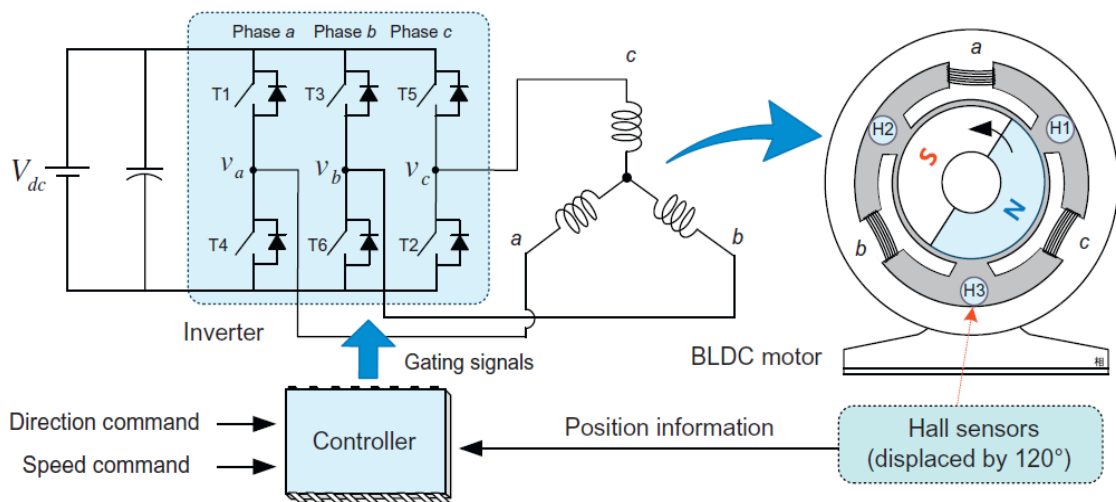 Phase a Phase b Phase c
T1
T3
T5
V_dc
v_a
v_b
v_c
T4
T6
T2
c
a
b
Inverter
Gating signals
a
H2
H1
S
N
b
c
H3
BLDC motor
相
Direction command
Speed command
Controller
Position information
Hall sensors
(displaced by 120°)